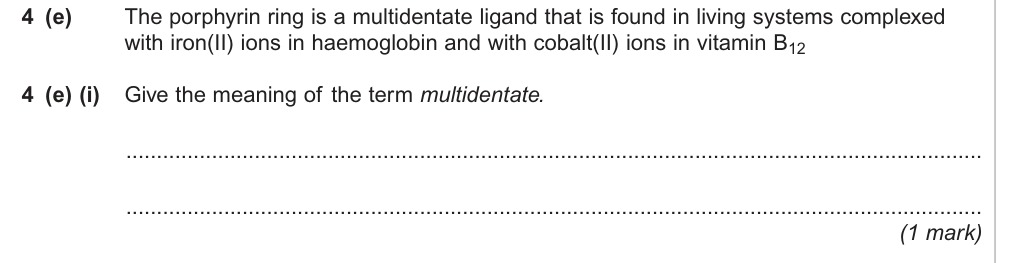 4 (e) The porphyrin ring is a multidentate ligand that is found in living systems complexed
with iron(II) ions in haemoglobin and with cobalt(II) ions in vitamin B₁₂
4 (e) (i) Give the meaning of the term multidentate.
(1 mark)